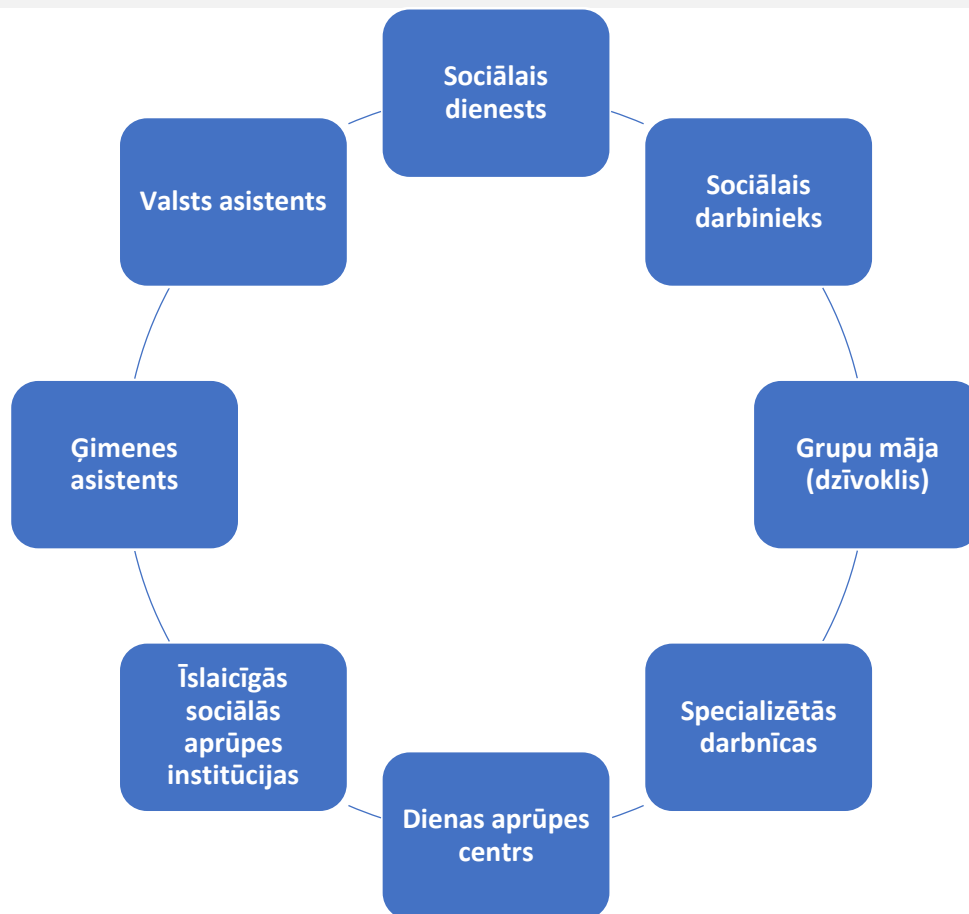 Sociālais
dienests
Sociālais
darbinieks
Grupu māja
(dzīvoklis)
Specializētās
darbnīcas
Dienas aprūpes
centrs
Īslaicīgās
sociālās
aprūpes
institūcijas
Ģimenes
asistents
Valsts asistents